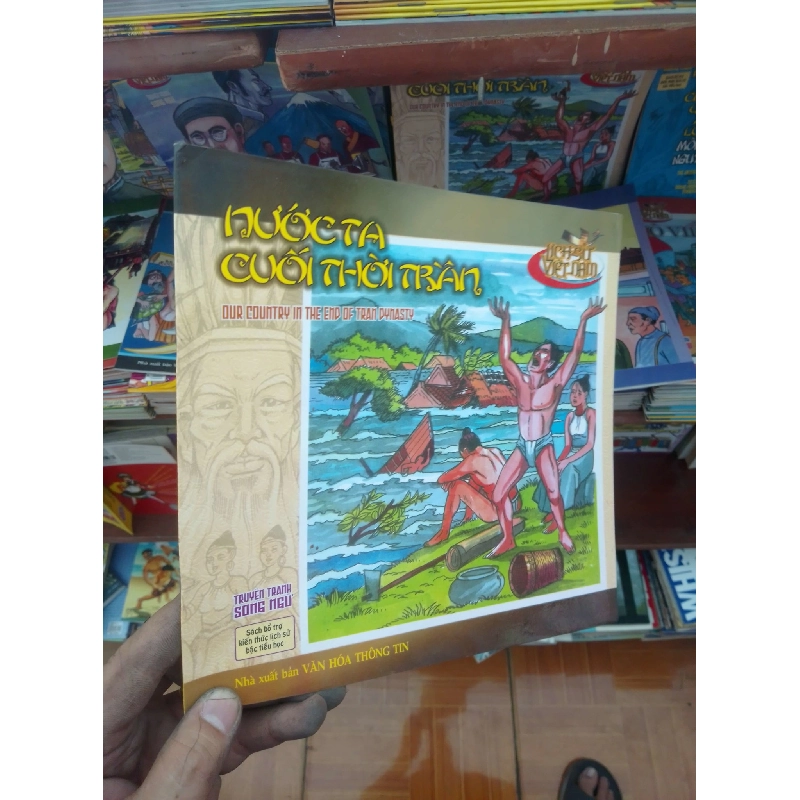 CUỐI THỜI TRẦN
NƯỚC TA
CUỐI THỜI TRẦN
OUR COUNTRY IN THE END OF TRAN DYNASTY
LỊCH SỬ
VIỆT NAM
TRUYỆN TRANH
SONG NGỮ
Sách bổ trợ
kiến thức lịch sử
bậc tiểu học
Nhà xuất bản VĂN HÓA THÔNG TIN